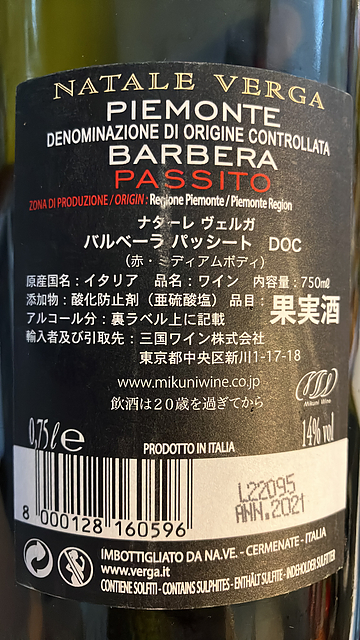 NATALE VERGA
PIEMONTE
DENOMINAZIONE DI ORIGINE CONTROLLATA
BARBERA
PASSITO
ZONA DI PRODUZIONE / ORIGIN: Regione Piemonte / Piemonte Region
ナターレ ヴェルガ
バルベーラ パッシート DOC
(赤・ミディアムボディ)
原産国名:イタリア 品名:ワイン 内容量:750mℓ
添加物:酸化防止剤(亜硫酸塩) 品目:果実酒
アルコール分:裏ラベル上に記載
輸入者及び引取先:三国ワイン株式会社
東京都中央区新川1-17-18
www.mikuniwine.co.jp
Mikuni Wine
飲酒は20歳を過ぎてから
0,75ℓ e
PRODOTTO IN ITALIA
14% vol
L22095
ANN.2021
8 000128 160596
IMBOTTIGLIATO DA NA.VE. - CERMENATE - ITALIA
www.verga.it
CONTIENE SOLFITI - CONTAINS SULPHITES - ENTHÄLT SULFITE - INDEHOLDER SULFITTER